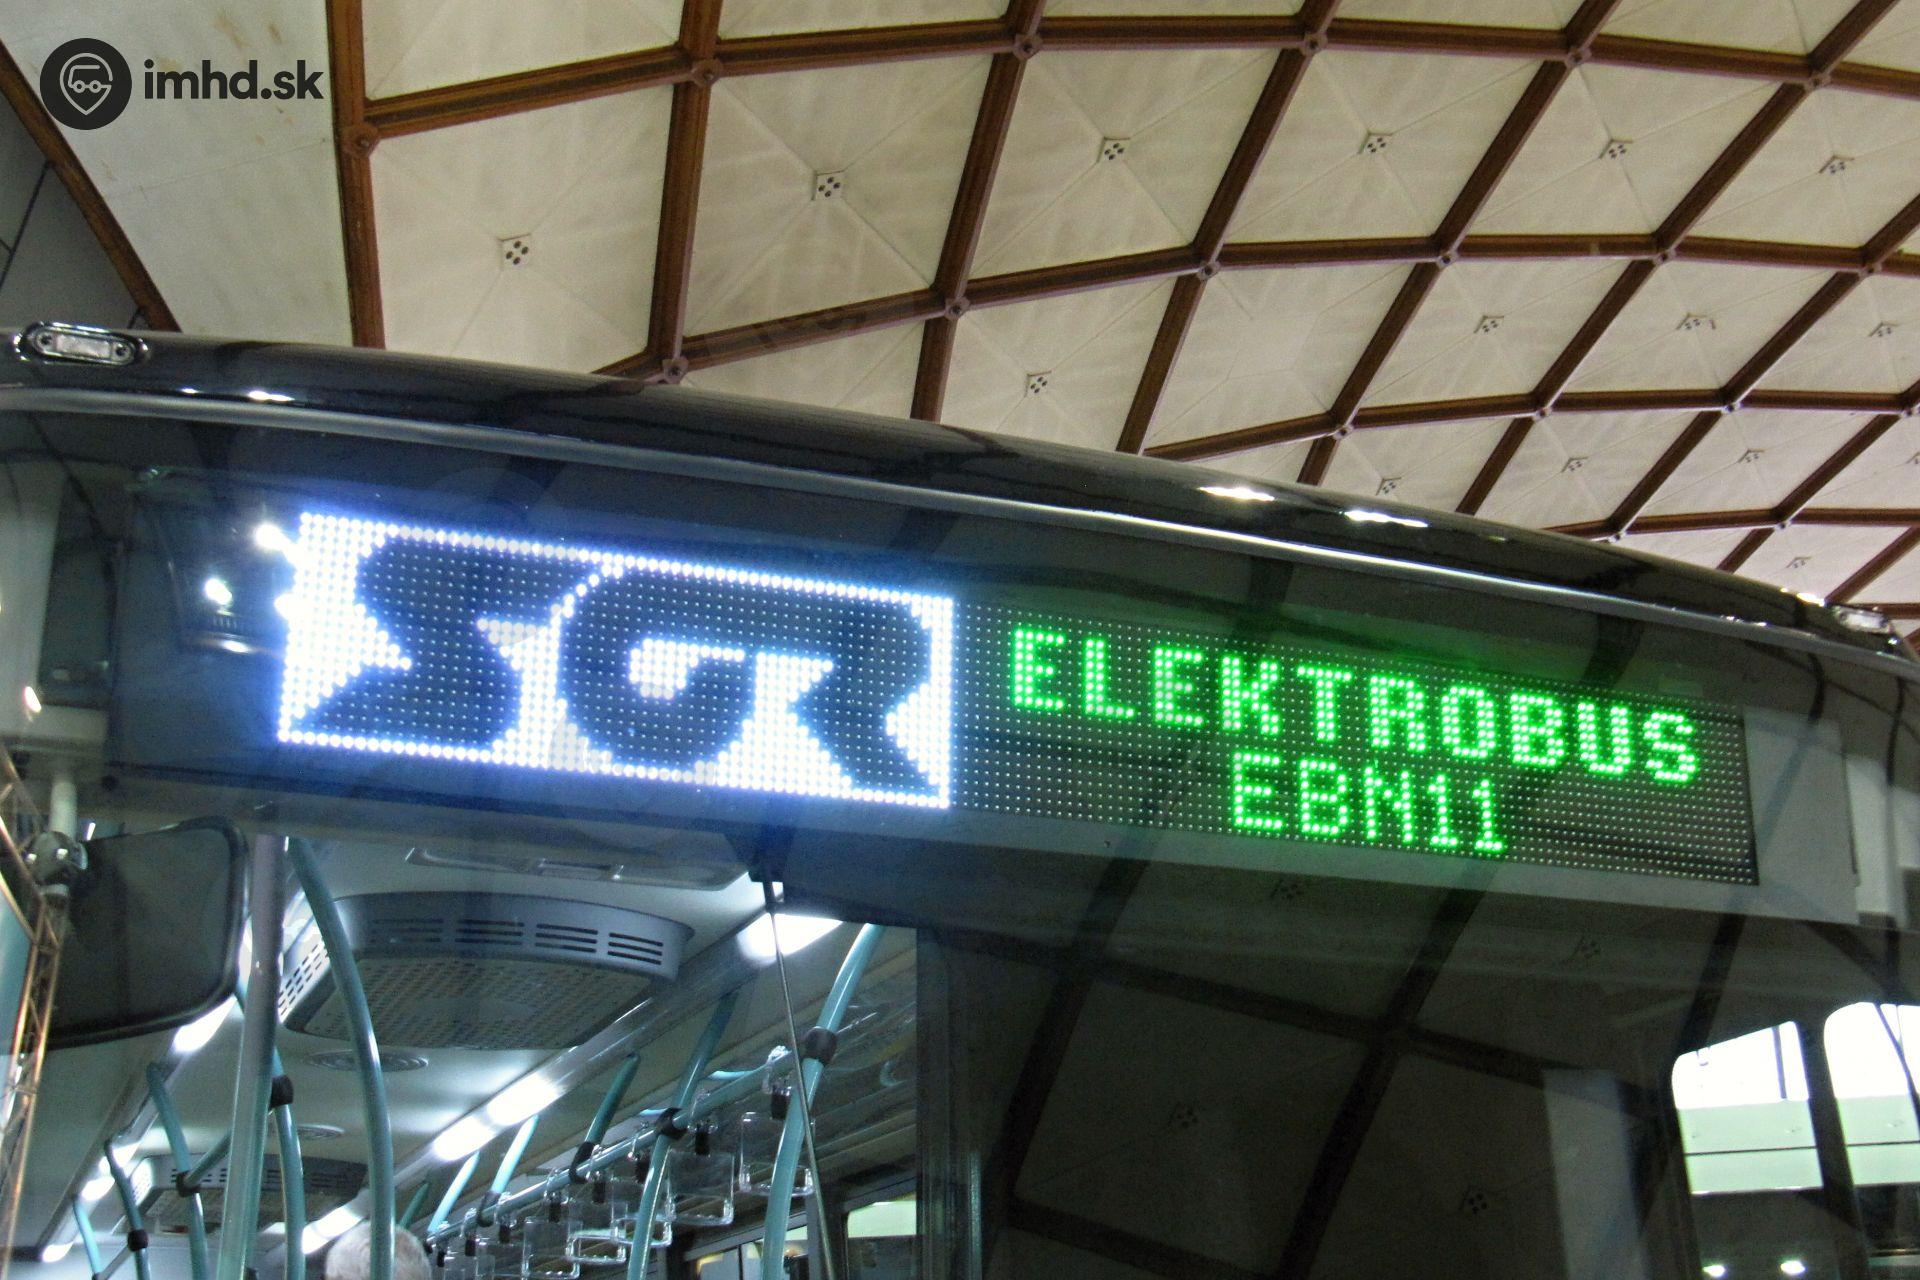 imhd.sk
SOR
ELEKTROBUS
EBN11